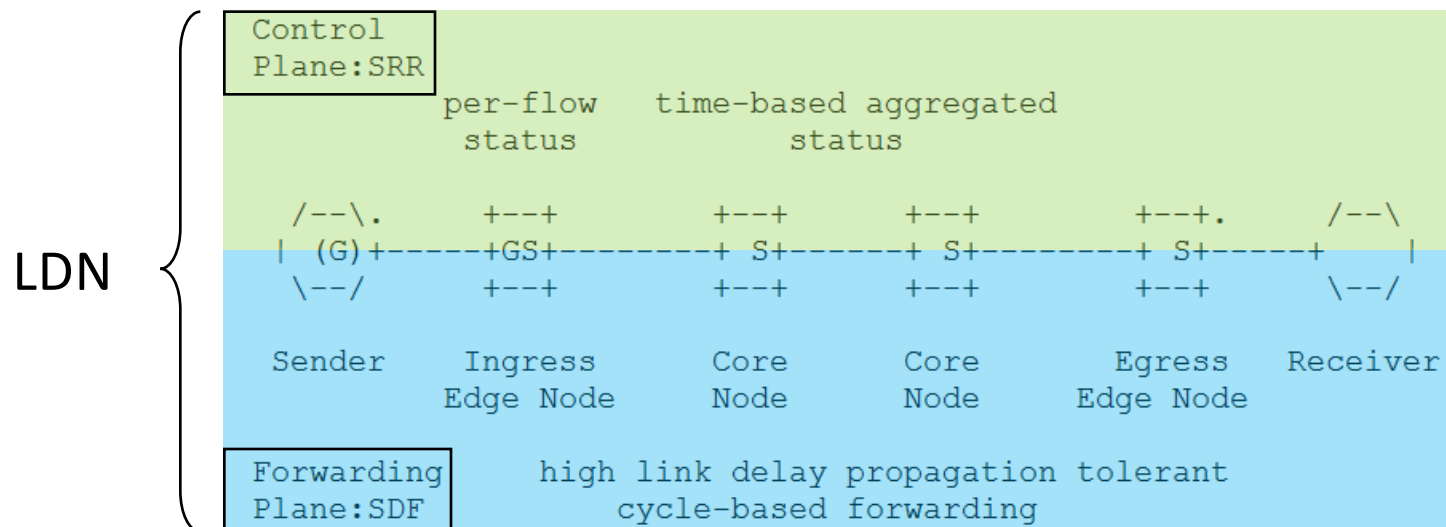 Control
Plane:SRR
per-flow time-based aggregated
status status
/--\. +--+ +--+ +--+ +--+. /--\
| (G)+-----+GS+--------+ S+------+ S+--------+ S+-----+ |
\--/ +--+ +--+ +--+ +--+ \--/
LDN
Sender Ingress Core Core Egress Receiver
Edge Node Node Node Edge Node
Forwarding high link delay propagation tolerant
Plane:SDF cycle-based forwarding